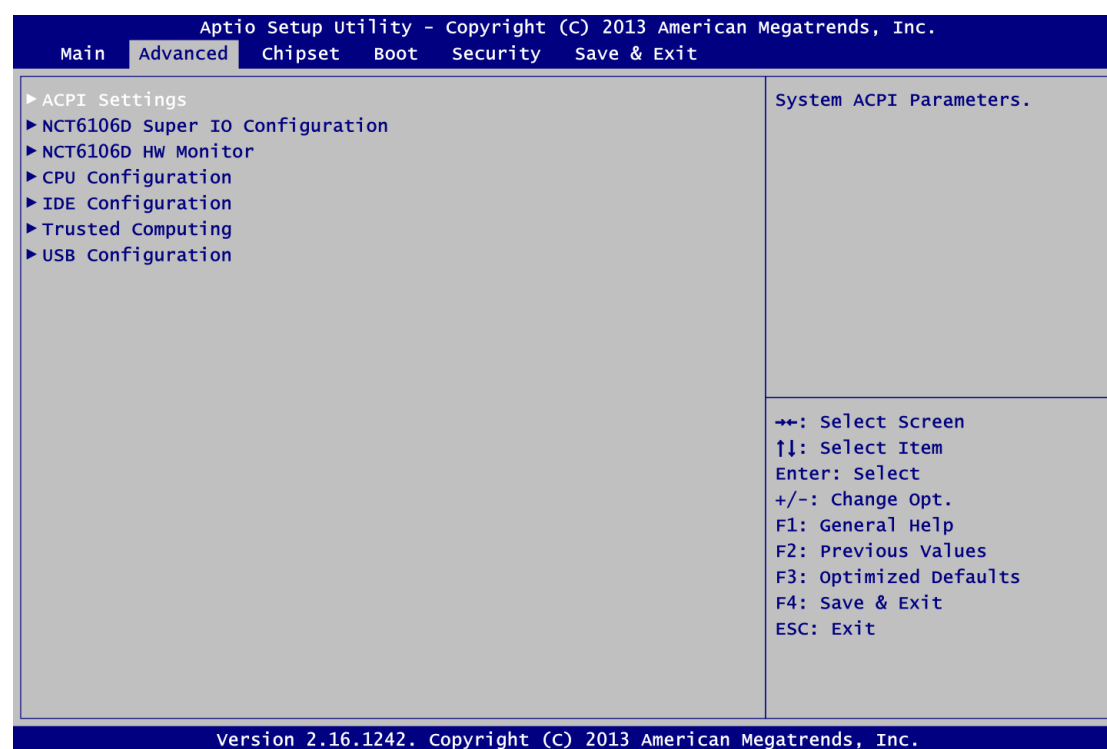 Aptio Setup Utility – Copyright (C) 2013 American Megatrends, Inc.
Main Advanced Chipset Boot Security Save & Exit
► ACPI Settings
► NCT6106D Super IO Configuration
► NCT6106D HW Monitor
► CPU Configuration
► IDE Configuration
► Trusted Computing
► USB Configuration
System ACPI Parameters.
→←: Select Screen
↑↓: Select Item
Enter: Select
+/-: Change Opt.
F1: General Help
F2: Previous Values
F3: Optimized Defaults
F4: Save & Exit
ESC: Exit
Version 2.16.1242. Copyright (C) 2013 American Megatrends, Inc.